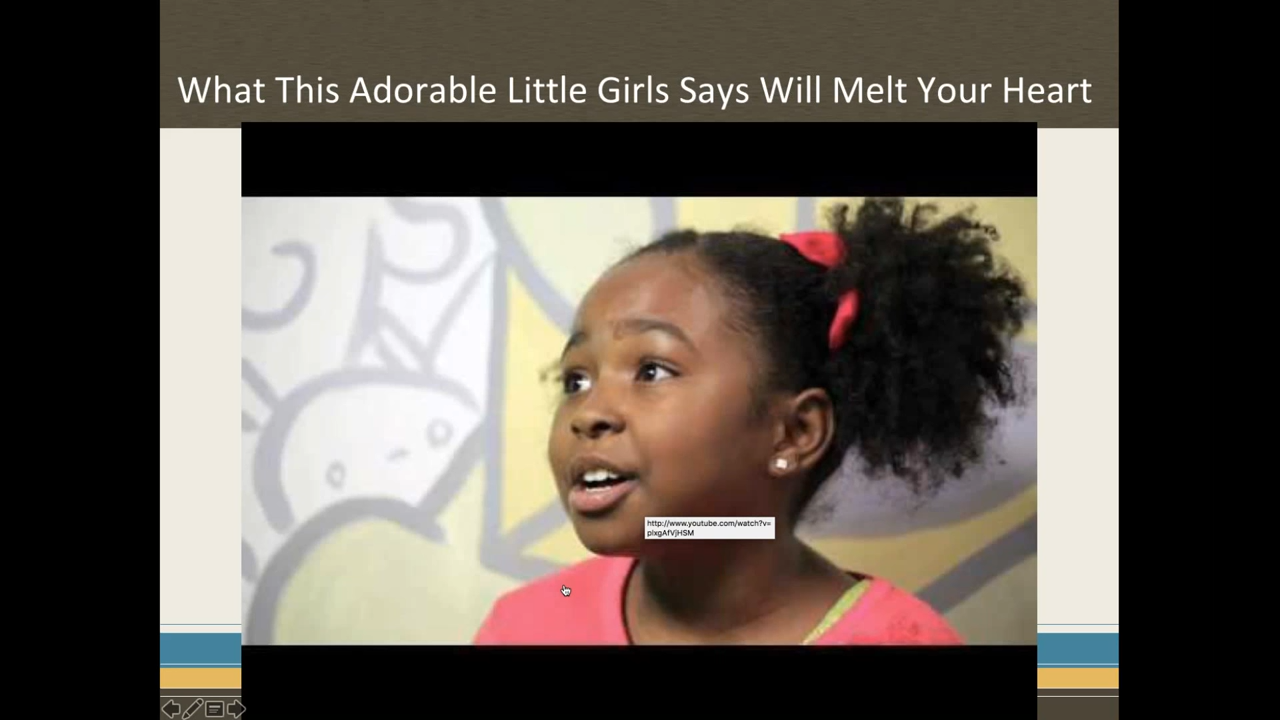 What This Adorable Little Girls Says Will Melt Your Heart
http://www.youtube.com/watch?v=
plxgAfVjHSM